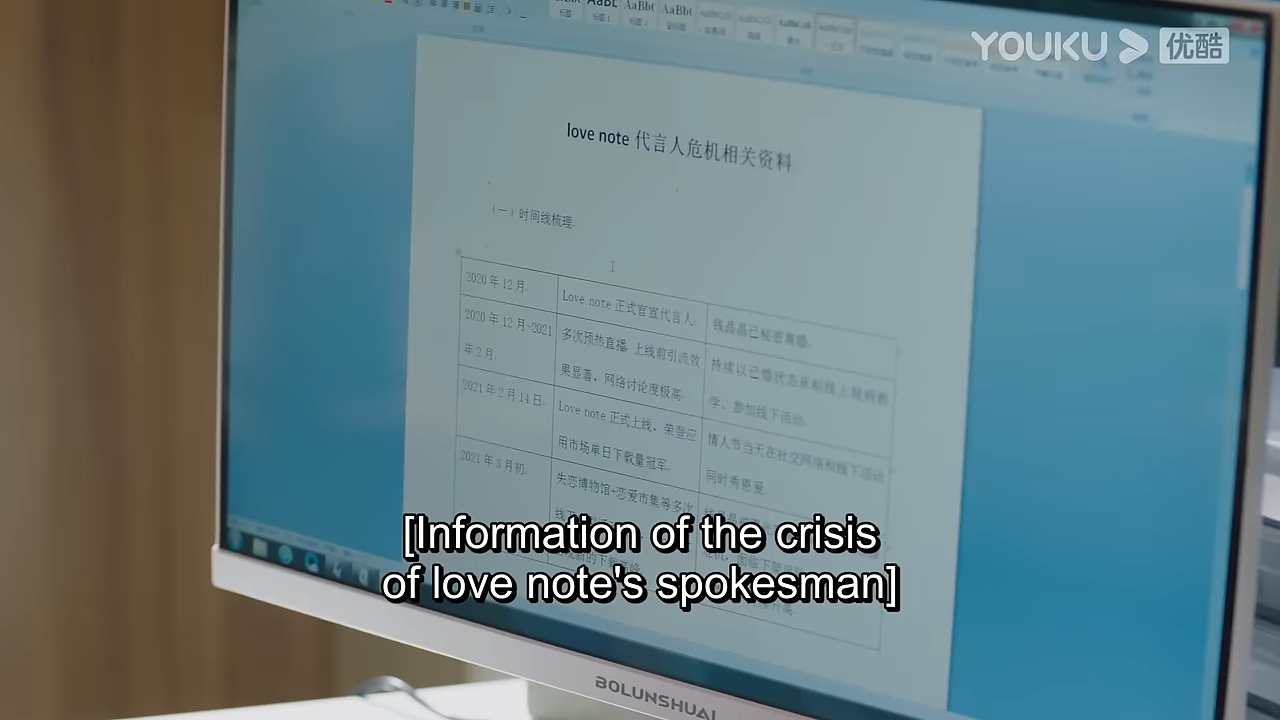 YOUKU 优酷
love note 代言人危机相关资料
（一）时间线梳理
2020 年 12 月
Love note 正式官宣代言人
钱晶晶已秘密离婚
2020 年 12 月-2021
年 2 月
多次预热直播，上线前引流效
果显著，网络讨论度极高
持续以已婚状态录制线上视频教
学、参加线下活动
2021 年 2 月 14 日
Love note 正式上线，荣登应
用市场单日下载量冠军
情人节当天在社交网络和线下活动
同时秀恩爱
2021 年 3 月初
失恋博物馆+恋爱市集等多次
[Information of the crisis
of love note's spokesman]
BOLUNSHUAI